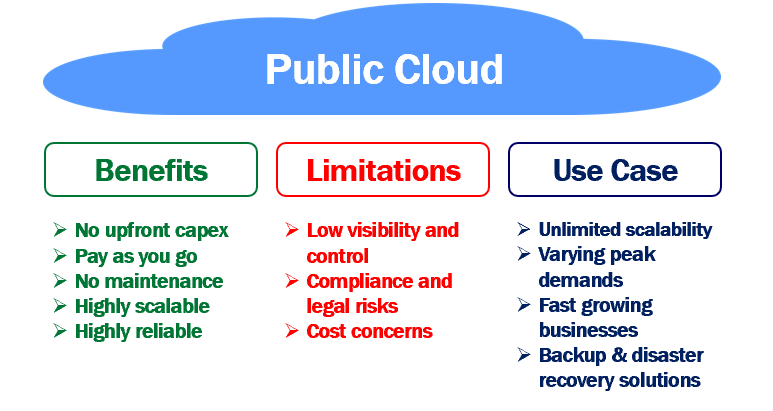 Public Cloud
Benefits
No upfront capex
Pay as you go
No maintenance
Highly scalable
Highly reliable
Limitations
Low visibility and
control
Compliance and
legal risks
Cost concerns
Use Case
Unlimited scalability
Varying peak
demands
Fast growing
businesses
Backup & disaster
recovery solutions